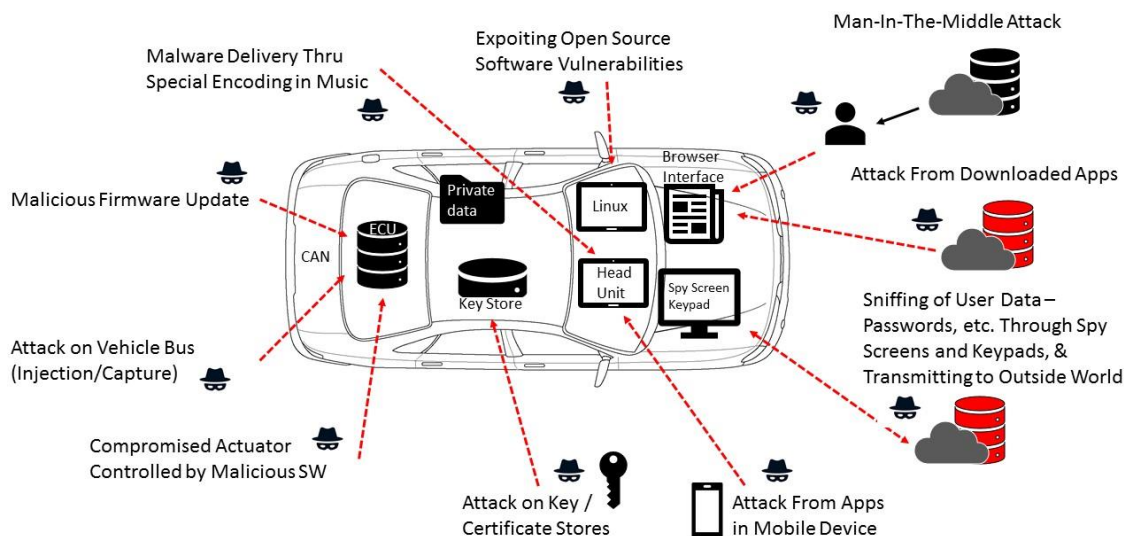 Man-In-The-Middle Attack
Expoiting Open Source
Software Vulnerabilities
Malware Delivery Thru
Special Encoding in Music
Browser
Interface
Attack From Downloaded Apps
Malicious Firmware Update
Private
data
Linux
ECU
CAN
Head
Unit
Spy Screen
Keypad
Key Store
Sniffing of User Data –
Passwords, etc. Through Spy
Screens and Keypads, &
Transmitting to Outside World
Attack on Vehicle Bus
(Injection/Capture)
Compromised Actuator
Controlled by Malicious SW
Attack on Key /
Certificate Stores
Attack From Apps
in Mobile Device